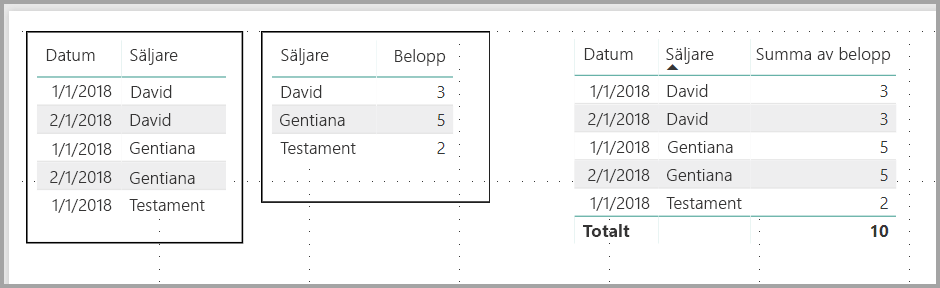 Datum Säljare
1/1/2018 David
2/1/2018 David
1/1/2018 Gentiana
2/1/2018 Gentiana
1/1/2018 Testament
Säljare Belopp
David 3
Gentiana 5
Testament 2
Datum Säljare Summa av belopp
1/1/2018 David 3
2/1/2018 David 3
1/1/2018 Gentiana 5
2/1/2018 Gentiana 5
1/1/2018 Testament 2
Totalt 10